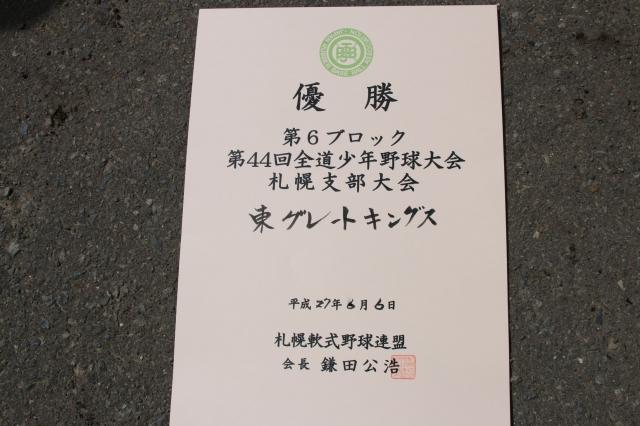 優勝
第6ブロック
第44回全道少年野球大会
札幌支部大会
東グレートキングス
平成27年6月6日
札幌軟式野球連盟
会長 鎌田公浩